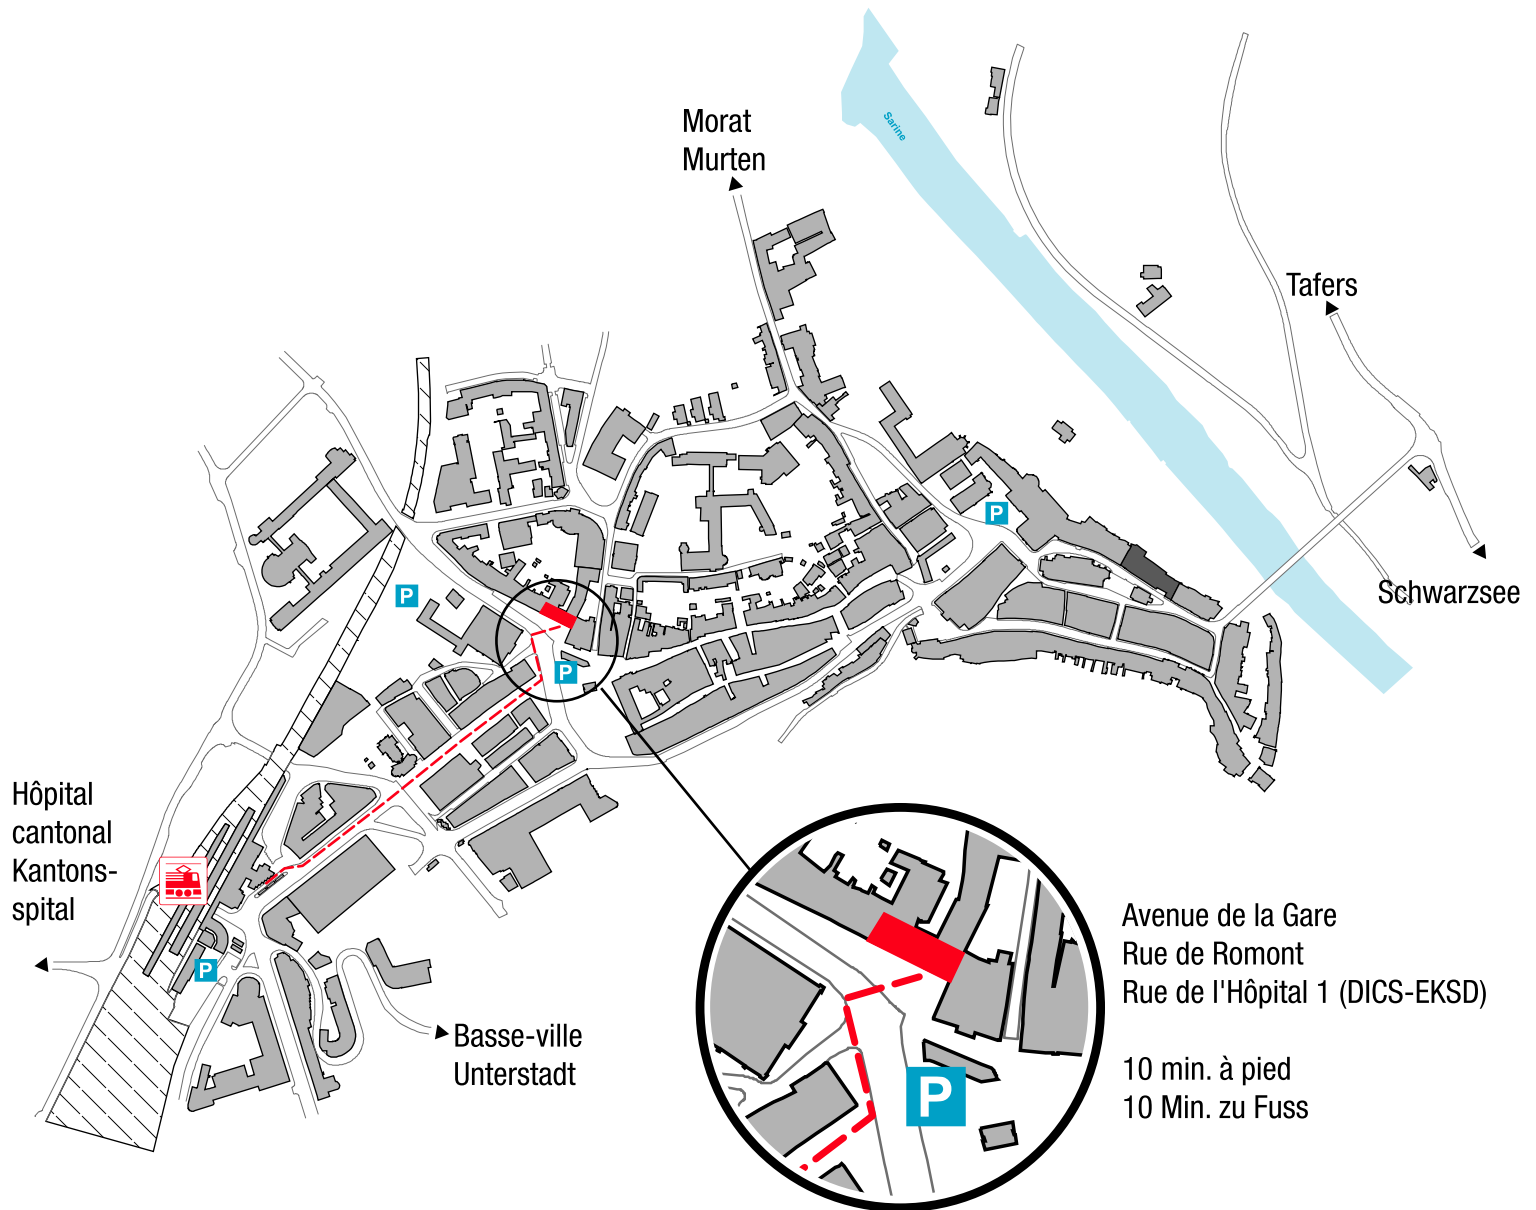 Sarine
Morat
Murten
Tafers
Schwarzsee
P
P
P
P
Hôpital
cantonal
Kantons-
spital
Basse-ville
Unterstadt
P
Avenue de la Gare
Rue de Romont
Rue de l'Hôpital 1 (DICS-EKSD)
10 min. à pied
10 Min. zu Fuss